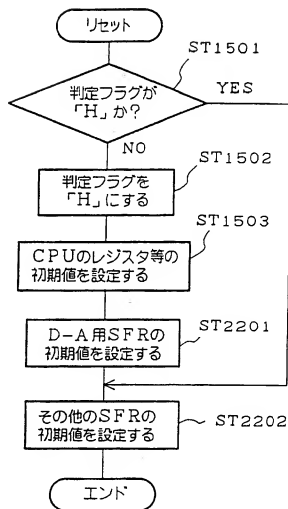 リセット
ST1501
判定フラグが
「H」か?
YES
NO
ST1502
判定フラグを
「H」にする
ST1503
CPUのレジスタ等の
初期値を設定する
ST2201
D-A用SFRの
初期値を設定する
その他のSFRの
初期値を設定する
ST2202
エンド